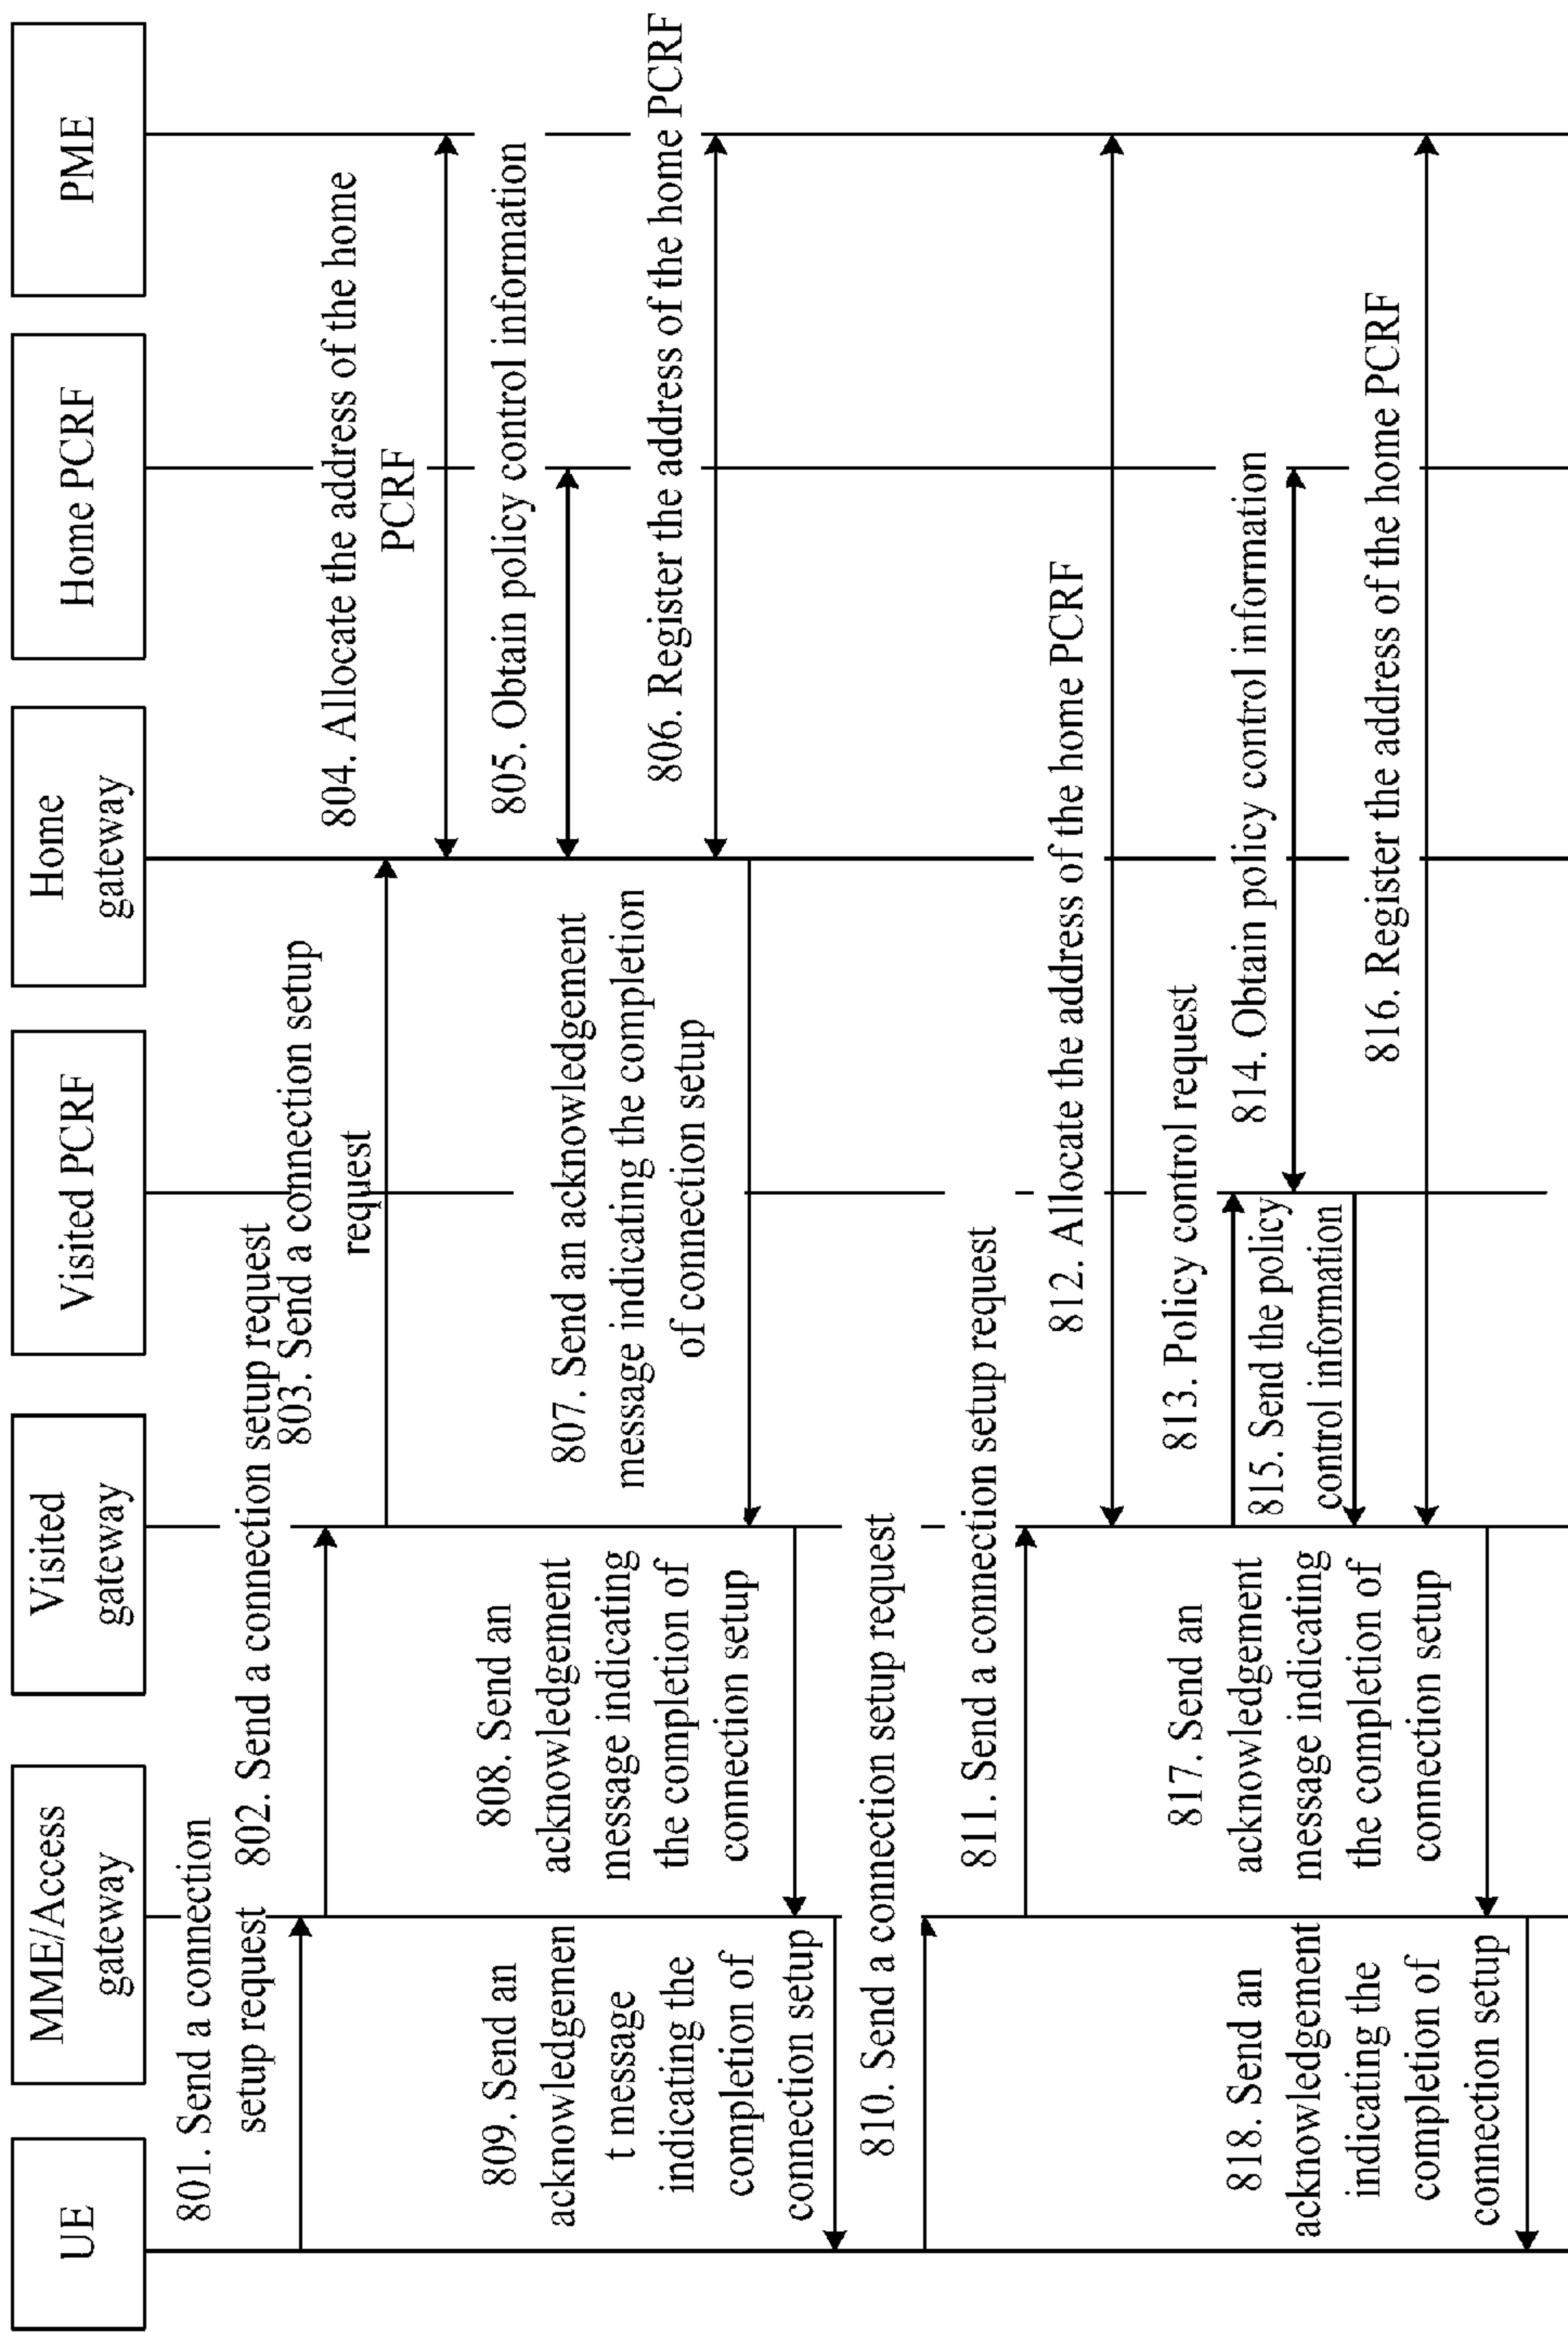 UE
MME/Access
gateway
Visited
gateway
Visited PCRF
Home
gateway
Home PCRF
PME
801. Send a connection
setup request
802. Send a connection setup request
803. Send a connection setup
request
804. Allocate the address of the home
PCRF
805. Obtain policy control information
806. Register the address of the home PCRF
807. Send an acknowledgement
message indicating the completion
of connection setup
808. Send an
acknowledgement
message indicating
the completion of
connection setup
809. Send an
acknowledgemen
t message
indicating the
completion of
connection setup
810. Send a connection setup request
811. Send a connection setup request
812. Allocate the address of the home PCRF
813. Policy control request
814. Obtain policy control information
815. Send the policy
control information
816. Register the address of the home PCRF
817. Send an
acknowledgement
message indicating
the completion of
connection setup
818. Send an
acknowledgement
indicating the
completion of
connection setup